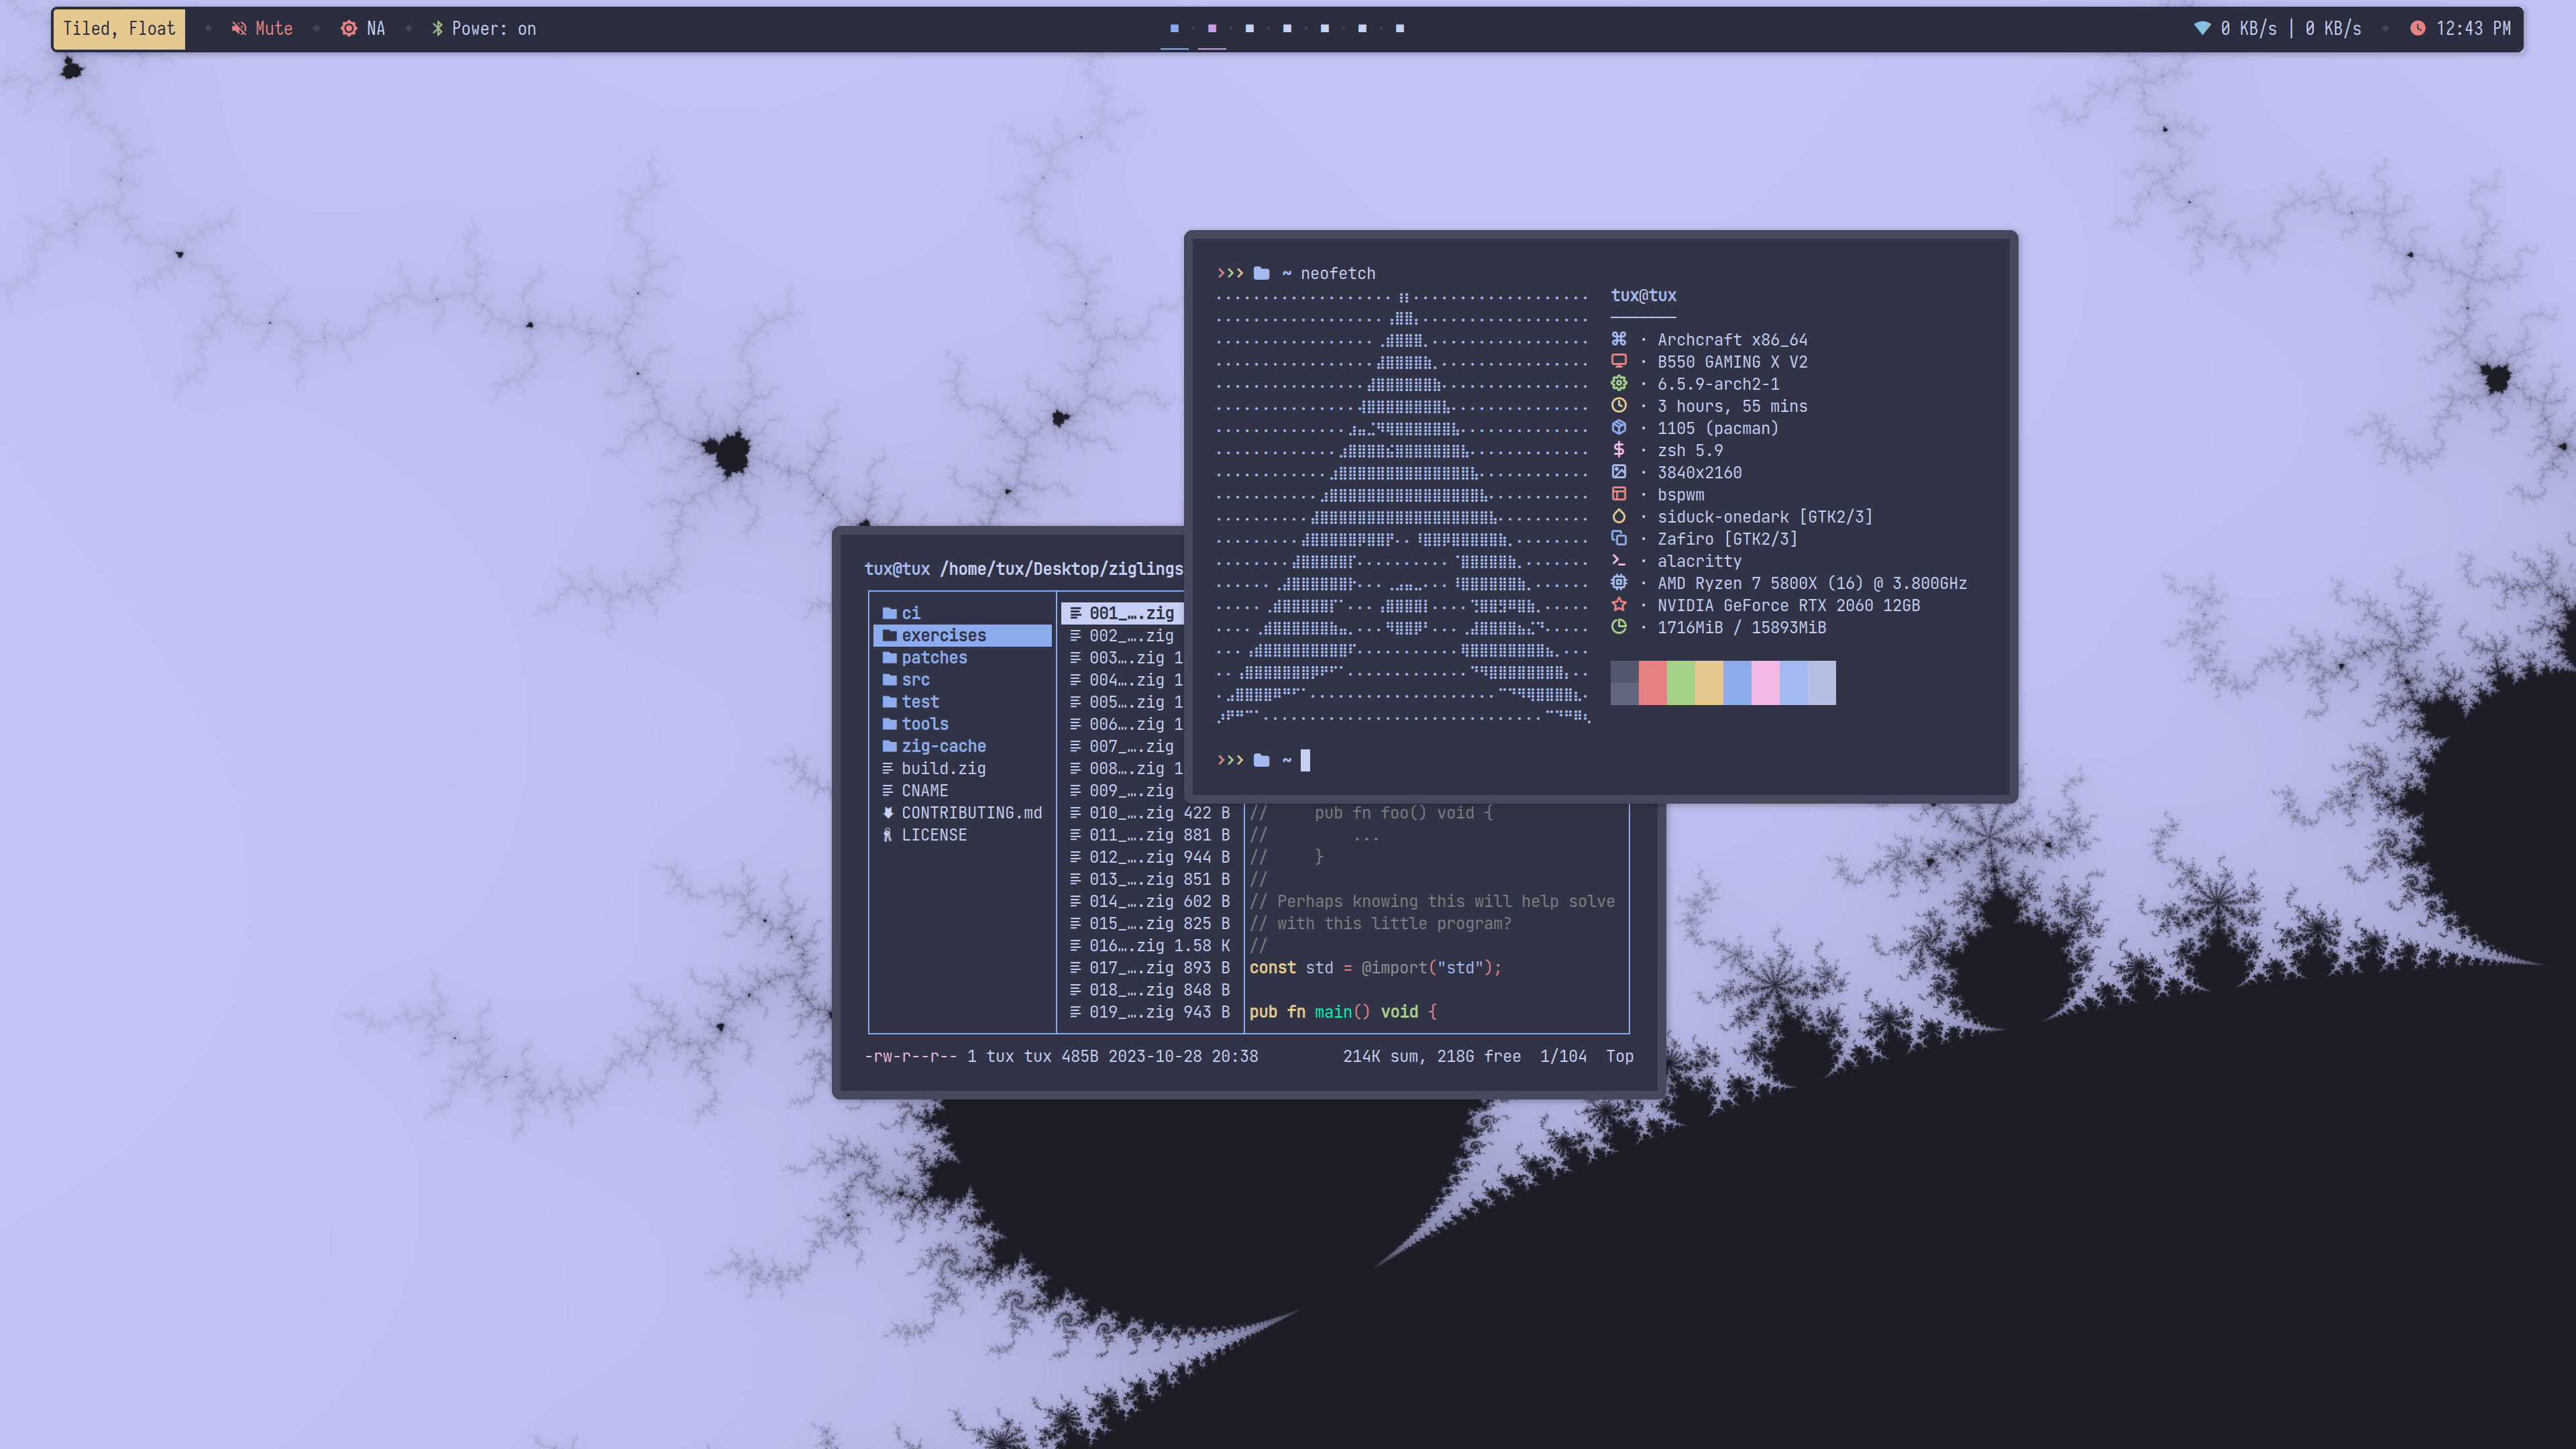 Tiled, Float
Mute
NA
Power: on
0 KB/s | 0 KB/s
12:43 PM
~ neofetch
tux@tux
Archcraft x86_64
B550 GAMING X V2
6.5.9-arch2-1
3 hours, 55 mins
1105 (pacman)
zsh 5.9
3840x2160
bspwm
siduck-onedark [GTK2/3]
Zafiro [GTK2/3]
alacritty
AMD Ryzen 7 5800X (16) @ 3.800GHz
NVIDIA GeForce RTX 2060 12GB
1716MiB / 15893MiB
~
tux@tux /home/tux/Desktop/ziglings
ci
exercises
patches
src
test
tools
zig-cache
build.zig
CNAME
CONTRIBUTING.md
LICENSE
001_….zig
002_….zig
003….zig 1
004….zig 1
005….zig 1
006….zig 1
007_….zig
008….zig 1
009_….zig
010_….zig 422 B
011_….zig 881 B
012_….zig 944 B
013_….zig 851 B
014_….zig 602 B
015_….zig 825 B
016….zig 1.58 K
017_….zig 893 B
018_….zig 848 B
019_….zig 943 B
// pub fn foo() void {
// ...
// }
//
// Perhaps knowing this will help solve
// with this little program?
//
const std = @import("std");
pub fn main() void {
-rw-r--r-- 1 tux tux 485B 2023-10-28 20:38
214K sum, 218G free 1/104 Top